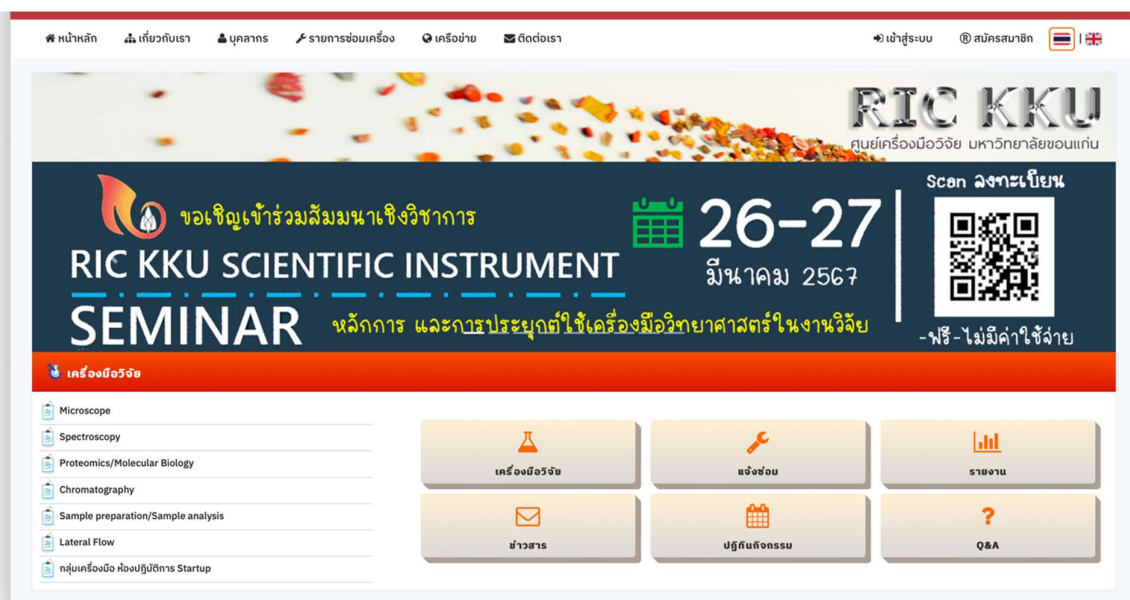 หน้าหลัก เกี่ยวกับเรา บุคลากร รายการซ่อมเครื่อง เครือข่าย ติดต่อเรา เข้าสู่ระบบ สมัครสมาชิก |
RIC KKU
ศูนย์เครื่องมือวิจัย มหาวิทยาลัยขอนแก่น
ขอเชิญเข้าร่วมสัมมนาเชิงวิชาการ
RIC KKU SCIENTIFIC INSTRUMENT
SEMINAR
หลักการ และการประยุกต์ใช้เครื่องมือวิทยาศาสตร์ในงานวิจัย
26-27
มีนาคม 2567
Scan ลงทะเบียน
-ฟรี-ไม่มีค่าใช้จ่าย
เครื่องมือวิจัย
Microscope
Spectroscopy
Proteomics/Molecular Biology
Chromatography
Sample preparation/Sample analysis
Lateral Flow
กลุ่มเครื่องมือ ห้องปฏิบัติการ Startup
เครื่องมือวิจัย
แจ้งซ่อม
รายงาน
ข่าวสาร
ปฏิทินกิจกรรม
?
Q&A